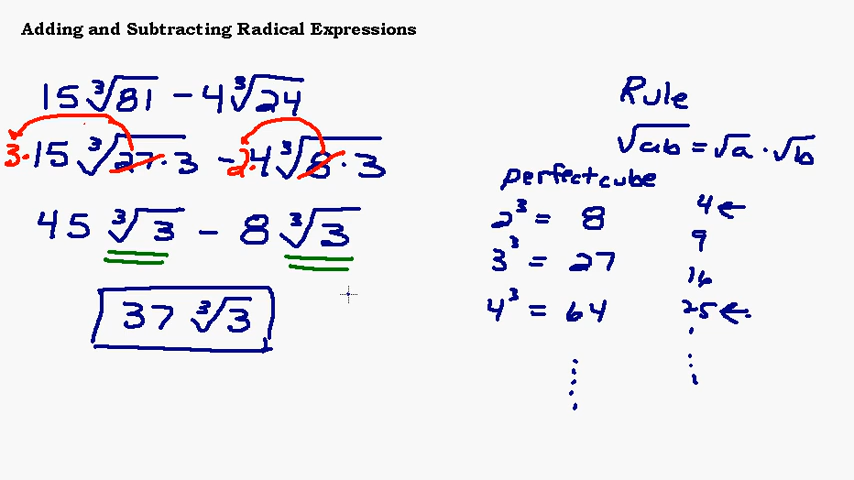 Adding and Subtracting Radical Expressions
15 ∛81 − 4 ∛24
3·15 ∛27·3 − 2·4 ∛8·3
45 ∛3 − 8 ∛3
37 ∛3
Rule
√ab = √a · √b
perfect cube
2³ = 8
3³ = 27
4³ = 64
4 ←
9
16
25 ←